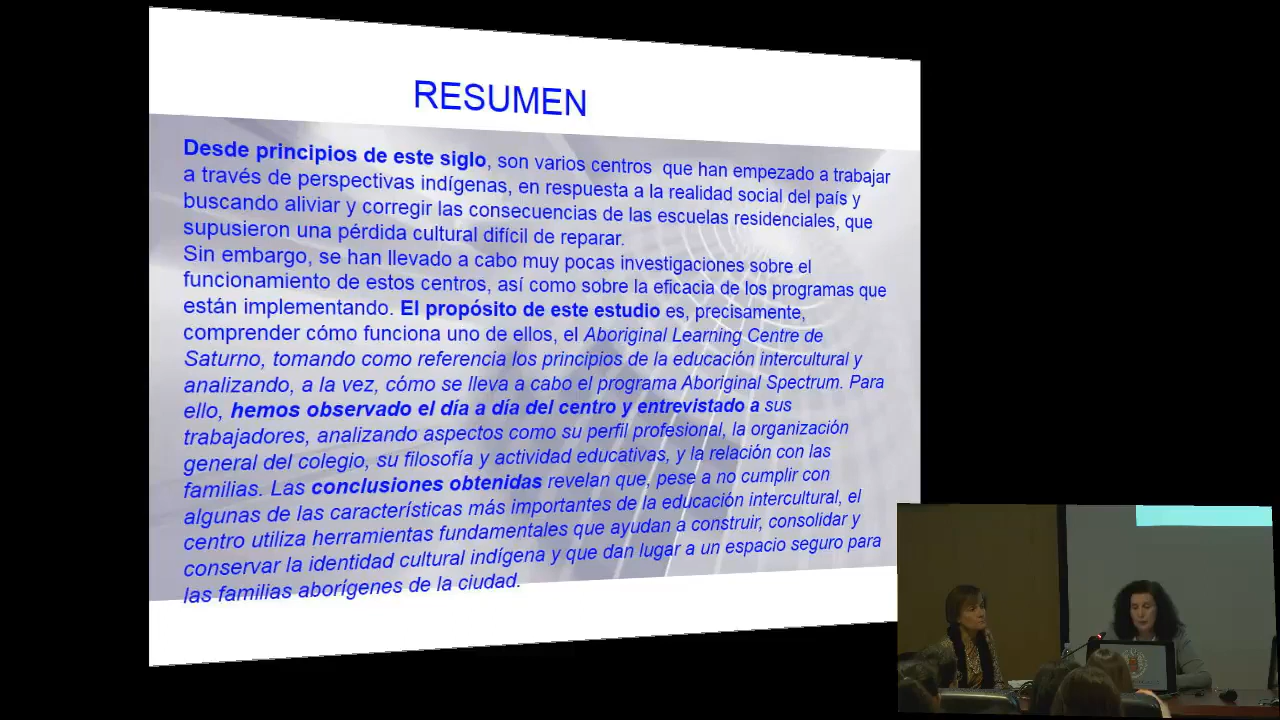 RESUMEN
Desde principios de este siglo, son varios centros que han empezado a trabajar
a través de perspectivas indígenas, en respuesta a la realidad social del país y
buscando aliviar y corregir las consecuencias de las escuelas residenciales, que
supusieron una pérdida cultural difícil de reparar.
Sin embargo, se han llevado a cabo muy pocas investigaciones sobre el
funcionamiento de estos centros, así como sobre la eficacia de los programas que
están implementando. El propósito de este estudio es, precisamente,
comprender cómo funciona uno de ellos, el Aboriginal Learning Centre de
Saturno, tomando como referencia los principios de la educación intercultural y
analizando, a la vez, cómo se lleva a cabo el programa Aboriginal Spectrum. Para
ello, hemos observado el día a día del centro y entrevistado a sus
trabajadores, analizando aspectos como su perfil profesional, la organización
general del colegio, su filosofía y actividad educativas, y la relación con las
familias. Las conclusiones obtenidas revelan que, pese a no cumplir con
algunas de las características más importantes de la educación intercultural, el
centro utiliza herramientas fundamentales que ayudan a construir, consolidar y
conservar la identidad cultural indígena y que dan lugar a un espacio seguro para
las familias aborígenes de la ciudad.